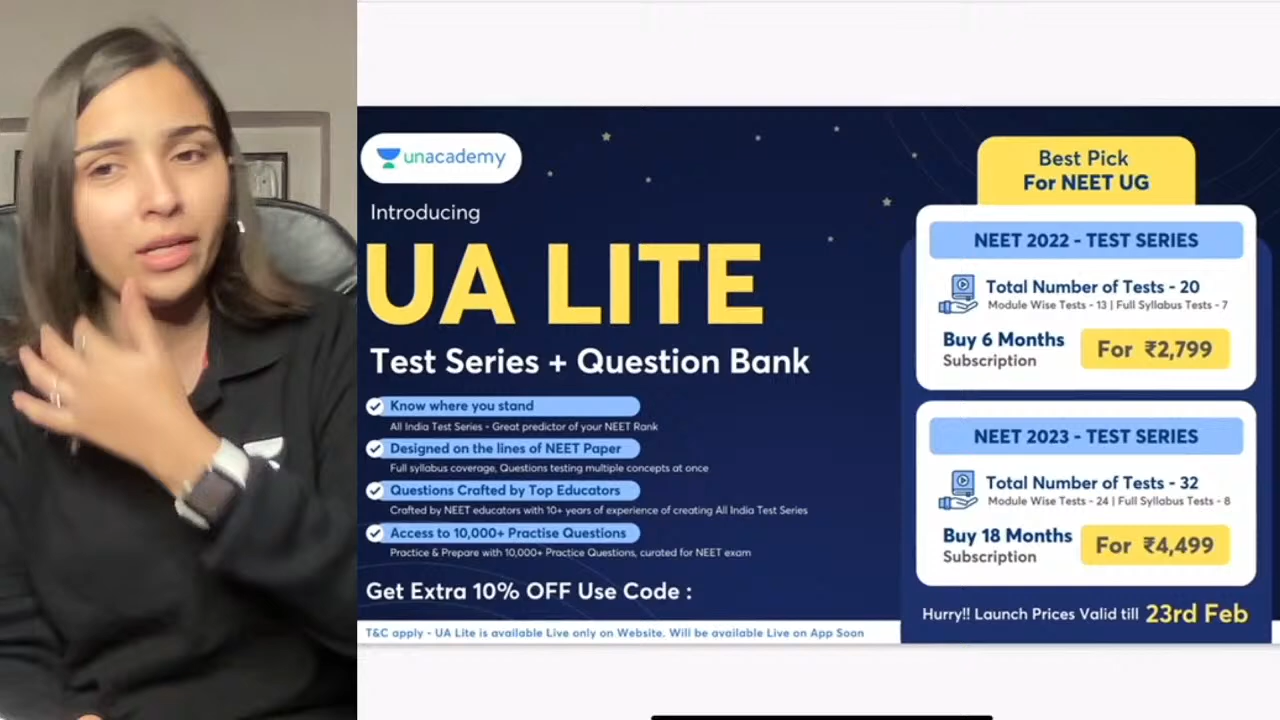 unacademy
Introducing
UA LITE
Test Series + Question Bank
Know where you stand
All India Test Series - Great predictor of your NEET Rank
Designed on the lines of NEET Paper
Full syllabus coverage, Questions testing multiple concepts at once
Questions Crafted by Top Educators
Crafted by NEET educators with 10+ years of experience of creating All India Test Series
Access to 10,000+ Practise Questions
Practice & Prepare with 10,000+ Practice Questions, curated for NEET exam
Get Extra 10% OFF Use Code :
T&C apply - UA Lite is available Live only on Website. Will be available Live on App Soon
Best Pick
For NEET UG
NEET 2022 - TEST SERIES
Total Number of Tests - 20
Module Wise Tests - 13 | Full Syllabus Tests - 7
Buy 6 Months
Subscription
For ₹2,799
NEET 2023 - TEST SERIES
Total Number of Tests - 32
Module Wise Tests - 24 | Full Syllabus Tests - 8
Buy 18 Months
Subscription
For ₹4,499
Hurry!! Launch Prices Valid till 23rd Feb